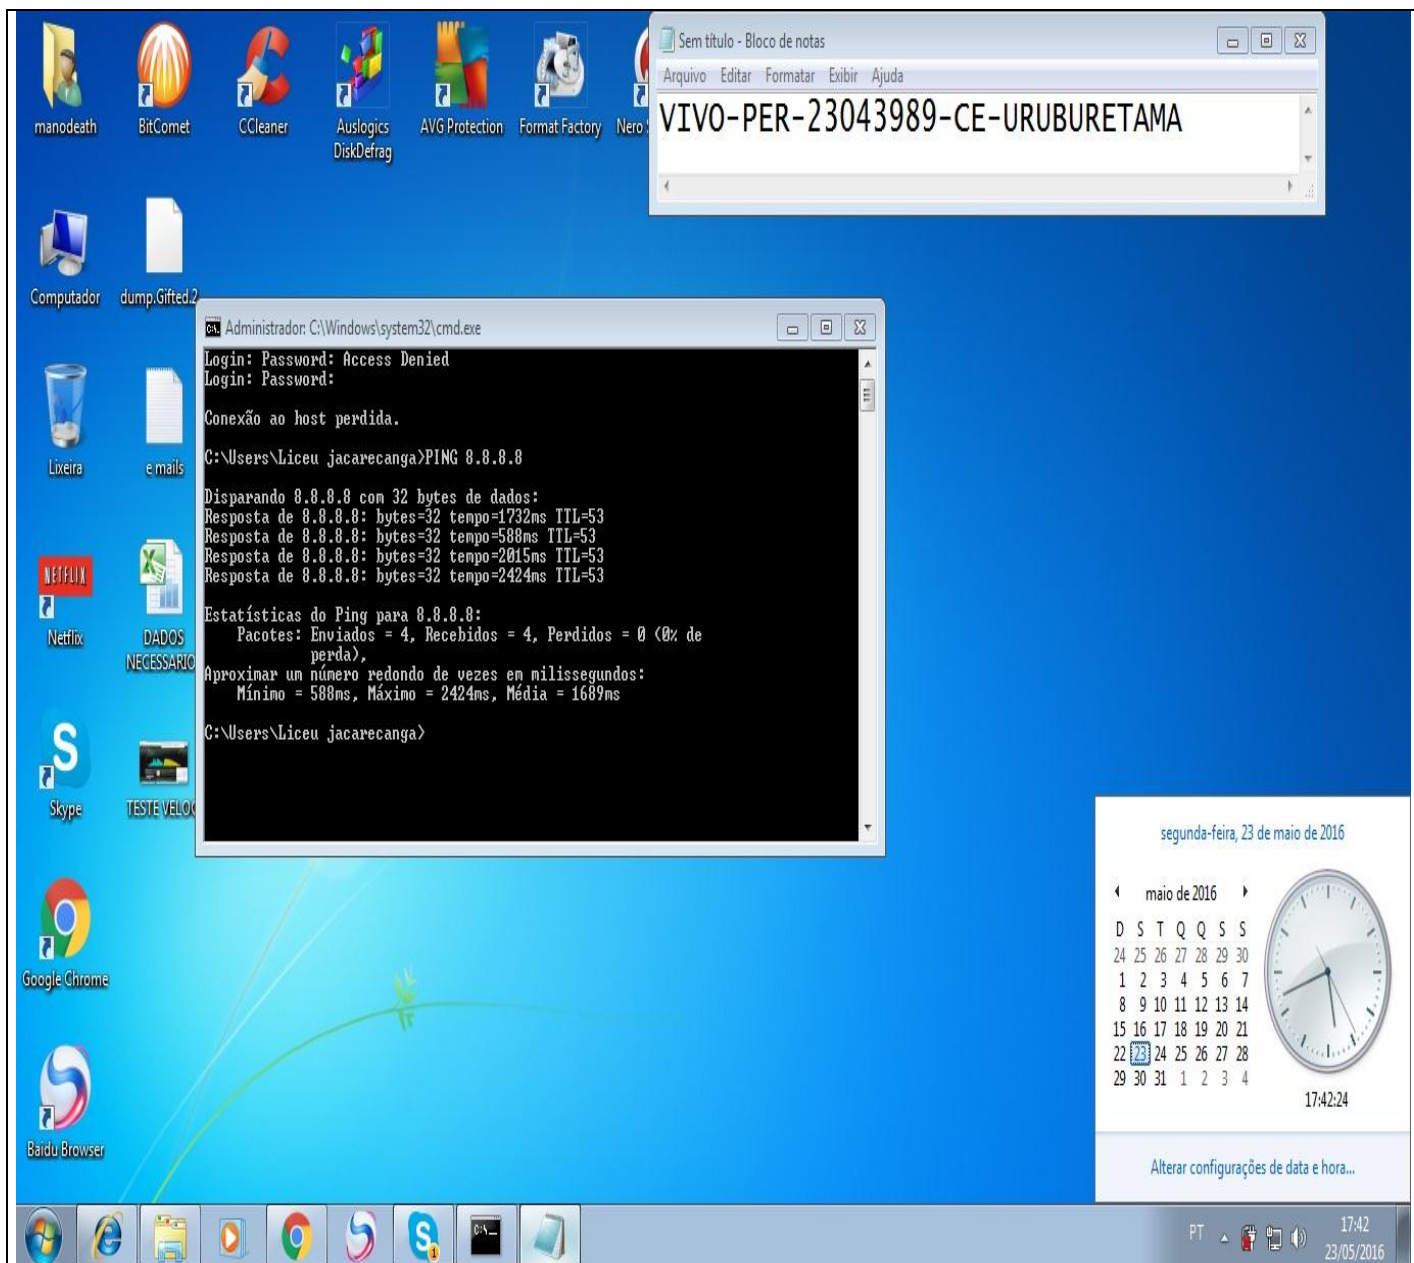 manodeath
BitComet
CCleaner
Auslogics DiskDefrag
AVG Protection
Format Factory
Nero
Sem título - Bloco de notas
Arquivo Editar Formatar Exibir Ajuda
VIVO-PER-23043989-CE-URUBURETAMA
Computador
dump.Gifted.2
Lixeira
e mails
NETFLIX
Netflix
DADOS
NECESSARIO
S
Skype
TESTE VELOC
Google Chrome
Baidu Browser
Administrador: C:\Windows\system32\cmd.exe
Login: Password: Access Denied
Login: Password:
Conexão ao host perdida.
C:\Users\Liceu jacarecanga>PING 8.8.8.8
Disparando 8.8.8.8 com 32 bytes de dados:
Resposta de 8.8.8.8: bytes=32 tempo=1732ms TTL=53
Resposta de 8.8.8.8: bytes=32 tempo=588ms TTL=53
Resposta de 8.8.8.8: bytes=32 tempo=2015ms TTL=53
Resposta de 8.8.8.8: bytes=32 tempo=2424ms TTL=53
Estatísticas do Ping para 8.8.8.8:
Pacotes: Enviados = 4, Recebidos = 4, Perdidos = 0 (0% de
perda),
Aproximar um número redondo de vezes em milissegundos:
Mínimo = 588ms, Máximo = 2424ms, Média = 1689ms
C:\Users\Liceu jacarecanga>
segunda-feira, 23 de maio de 2016
maio de 2016
D S T Q Q S S
24 25 26 27 28 29 30
1 2 3 4 5 6 7
8 9 10 11 12 13 14
15 16 17 18 19 20 21
22 23 24 25 26 27 28
29 30 31 1 2 3 4
17:42:24
Alterar configurações de data e hora...
PT
17:42
23/05/2016